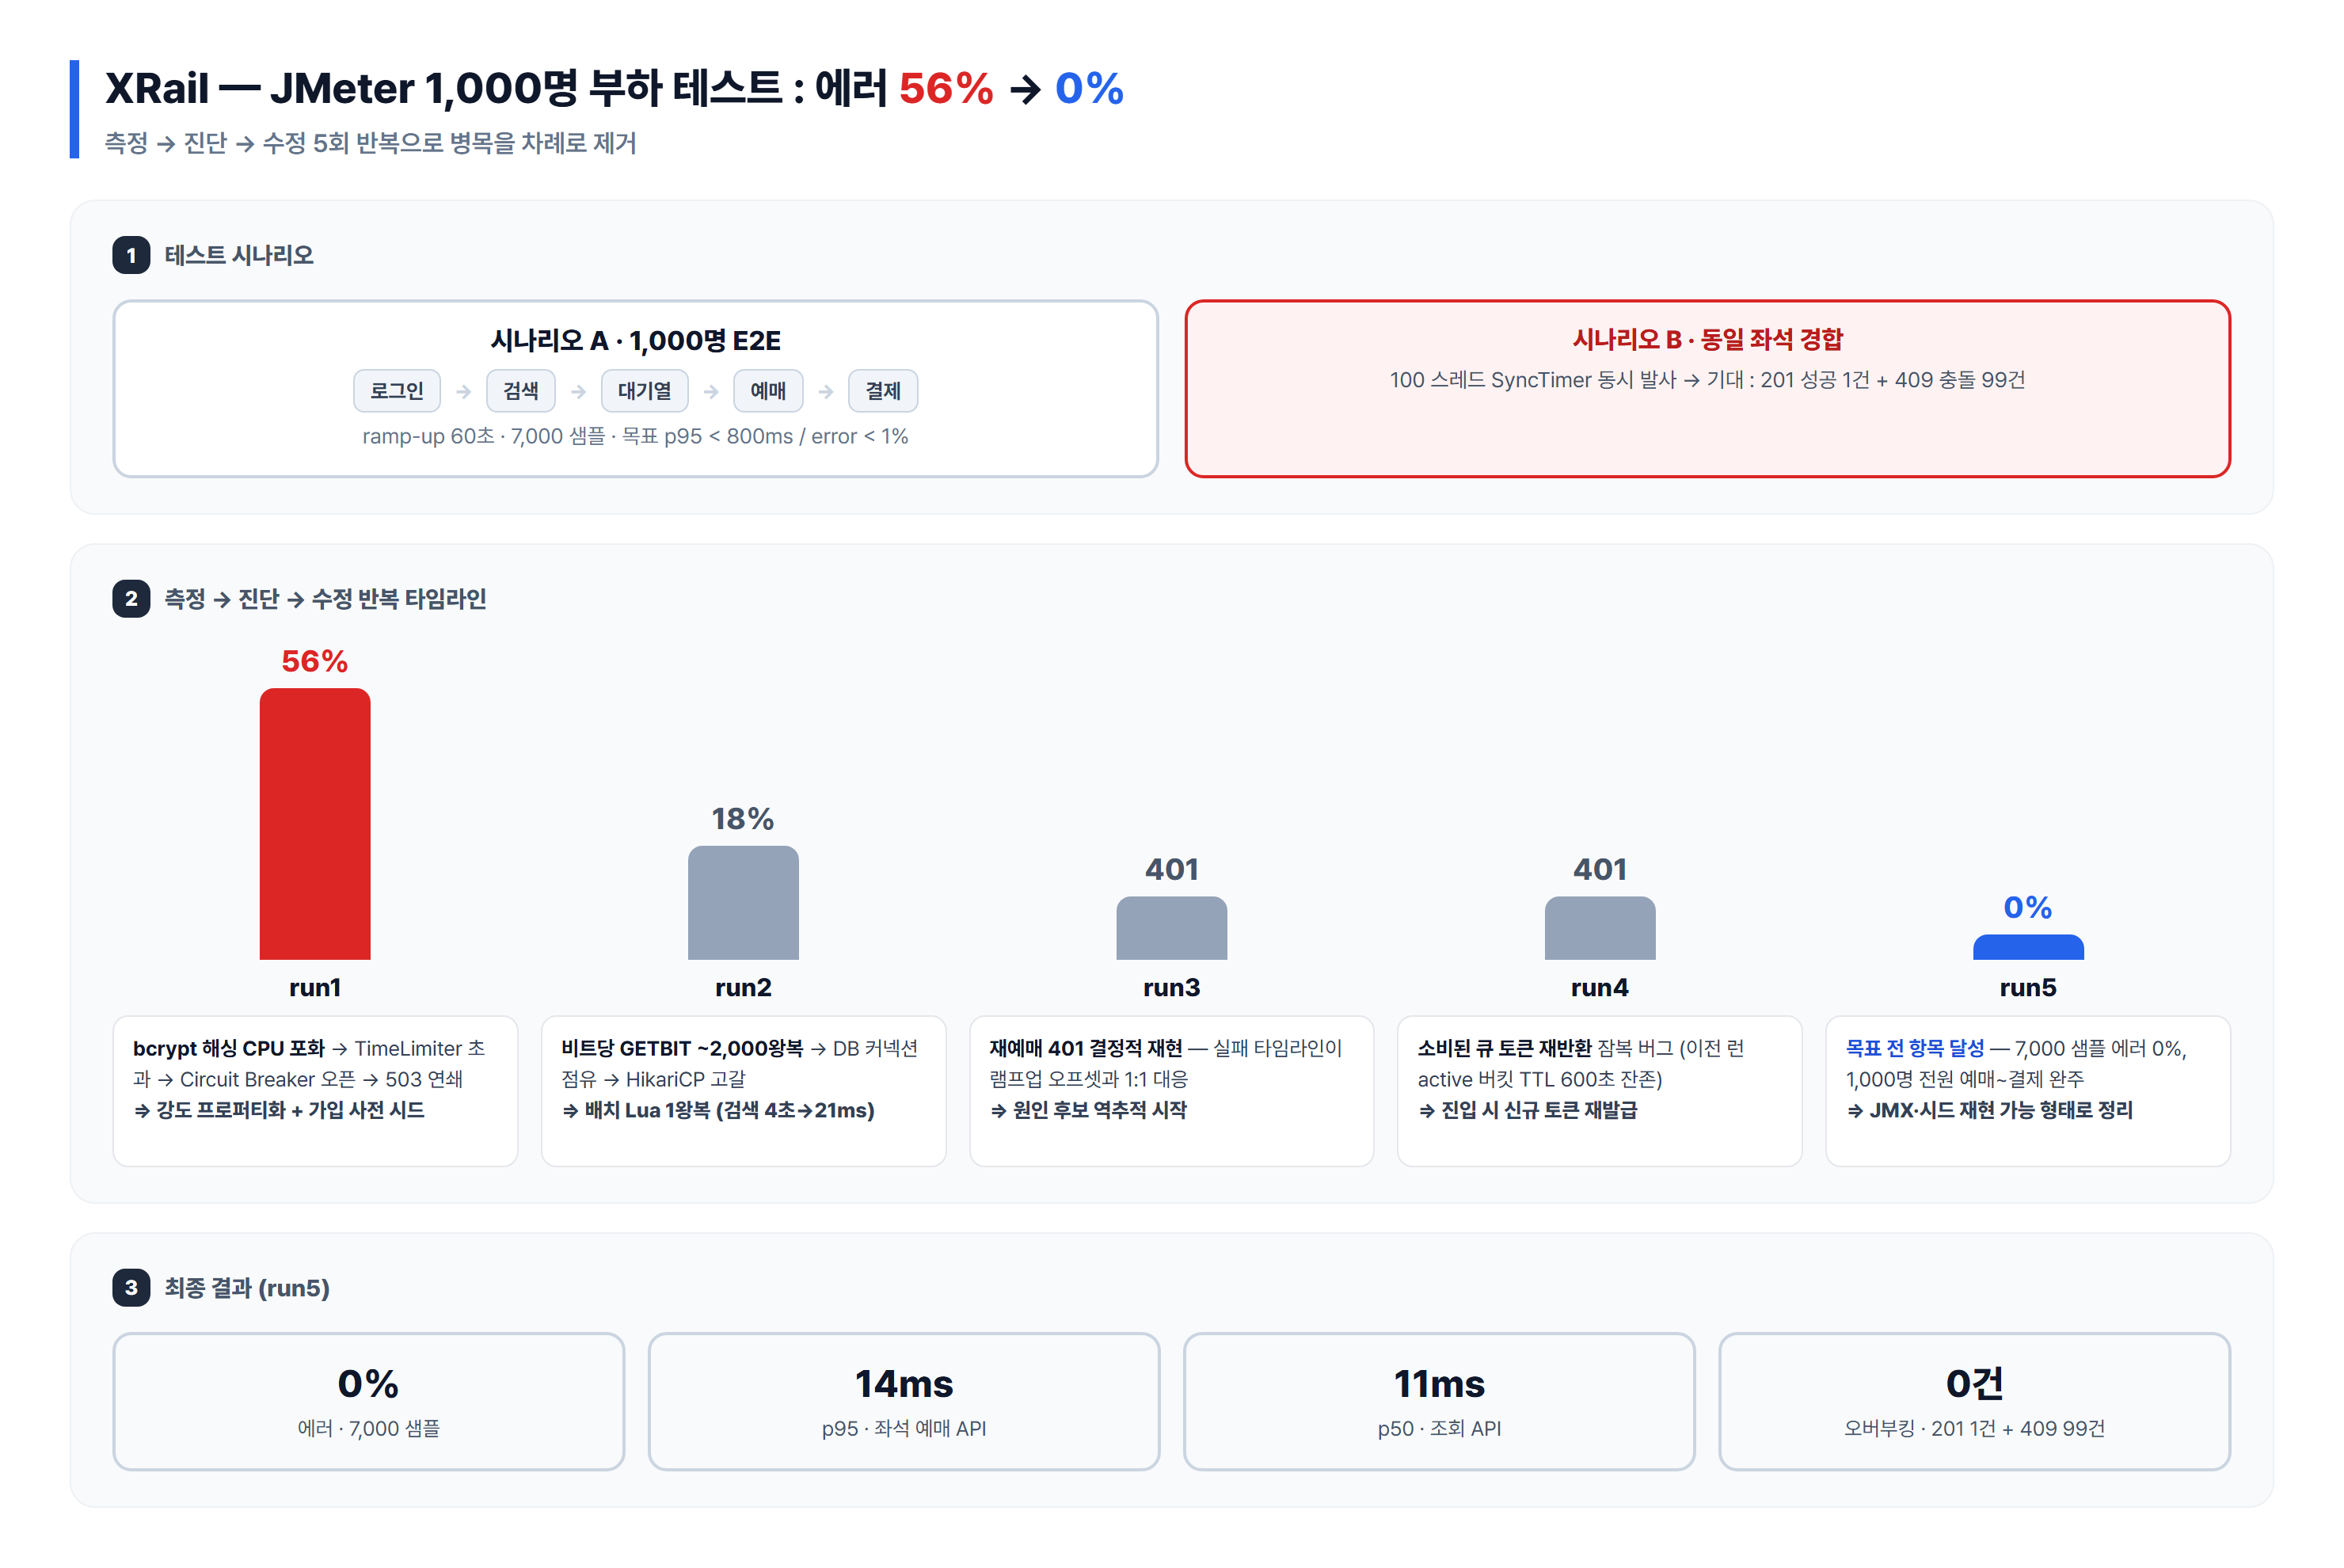 XRail — JMeter 1,000명 부하 테스트 : 에러 56% → 0%
측정 → 진단 → 수정 5회 반복으로 병목을 차례로 제거
1 테스트 시나리오
시나리오 A · 1,000명 E2E
로그인 → 검색 → 대기열 → 예매 → 결제
ramp-up 60초 · 7,000 샘플 · 목표 p95 < 800ms / error < 1%
시나리오 B · 동일 좌석 경합
100 스레드 SyncTimer 동시 발사 → 기대 : 201 성공 1건 + 409 충돌 99건
2 측정 → 진단 → 수정 반복 타임라인
56%
run1
bcrypt 해싱 CPU 포화 → TimeLimiter 초
과 → Circuit Breaker 오픈 → 503 연쇄
⇒ 강도 프로퍼티화 + 가입 사전 시드
18%
run2
비트당 GETBIT ~2,000왕복 → DB 커넥션
점유 → HikariCP 고갈
⇒ 배치 Lua 1왕복 (검색 4초→21ms)
401
run3
재예매 401 결정적 재현 — 실패 타임라인이
램프업 오프셋과 1:1 대응
⇒ 원인 후보 역추적 시작
401
run4
소비된 큐 토큰 재반환 잠복 버그 (이전 런
active 버킷 TTL 600초 잔존)
⇒ 진입 시 신규 토큰 재발급
0%
run5
목표 전 항목 달성 — 7,000 샘플 에러 0%,
1,000명 전원 예매~결제 완주
⇒ JMX·시드 재현 가능 형태로 정리
3 최종 결과 (run5)
0%
에러 · 7,000 샘플
14ms
p95 · 좌석 예매 API
11ms
p50 · 조회 API
0건
오버부킹 · 201 1건 + 409 99건